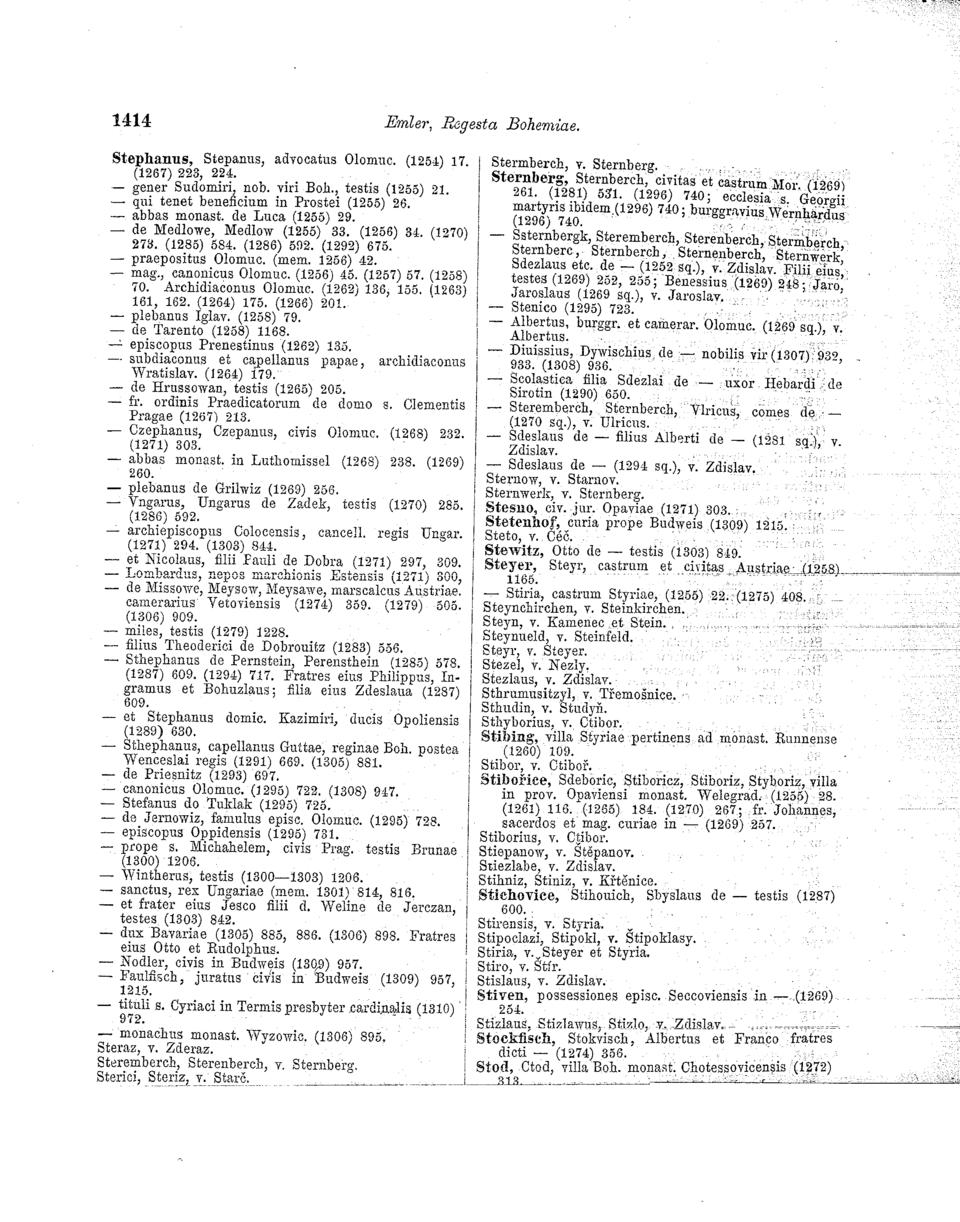 1414
Emler, Regesta Bohemiae.
Stephanus, Stepanus, advocatus Olomuc. (1254) 17.
(1267) 223, 224.
— gener Sudomiri, nob. viri Boh., testis (1255) 21.
— qui tenet beneficium in Prostei (1255) 26.
— abbas monast. de Luca (1255) 29.
— de Medlowe, Medlow (1255) 33. (1256) 34. (1270)
273. (1285) 584. (1286) 592. (1292) 675.
— praepositus Olomuc. (mem. 1256) 42.
— mag., canonicus Olomuc. (1256) 45. (1257) 57. (1258)
70. Archidiaconus Olomuc. (1262) 136, 155. (1263)
161, 162. (1264) 175. (1266) 201.
— plebanus Iglav. (1258) 79.
— de Tarento (1258) 1168.
— episcopus Prenestinus (1262) 135.
— subdiaconus et capellanus papae, archidiaconus
Wratislav. (1264) 179.
— de Hrussowan, testis (1265) 205.
— fr. ordinis Praedicatorum de domo s. Clementis
Pragae (1267) 213.
— Czephanus, Czepanus, civis Olomuc. (1268) 232.
(1271) 303.
— abbas monast. in Luthomissel (1268) 238. (1269)
260.
— plebanus de Grilwiz (1269) 256.
— Vngarus, Ungarus de Zadek, testis (1270) 285.
(1286) 592.
— archiepiscopus Colocensis, cancell. regis Ungar.
(1271) 294. (1303) 844.
— et Nicolaus, filii Pauli de Dobra (1271) 297, 309.
— Lombardus, nepos marchionis Estensis (1271) 300,
— de Missowe, Meysow, Meysawe, marscalcus Austriae.
camerarius Vetoviensis (1274) 359. (1279) 505.
(1306) 909.
— miles, testis (1279) 1228.
— filius Theoderici de Dobrouitz (1283) 556.
— Sthephanus de Pernstein, Perensthein (1285) 578.
(1287) 609. (1294) 717. Fratres eius Philippus, In-
gramus et Bohuzlaus; filia eius Zdeslaua (1287)
609.
— et Stephanus domic. Kazimiri, ducis Opoliensis
(1289) 630.
— Sthephanus, capellanus Guttae, reginae Boh. postea
Wenceslai regis (1291) 669. (1305) 881.
— de Priesnitz (1293) 697.
— canonicus Olomuc. (1295) 722. (1308) 947.
— Stefanus do Tuklak (1295) 725.
— de Jernowiz, famulus episc. Olomuc. (1295) 728.
— episcopus Oppidensis (1295) 731.
— prope s. Michahelem, civis Prag. testis Brunae
(1300) 1206.
— Wintherus, testis (1300—1303) 1206.
— sanctus, rex Ungariae (mem. 1301) 814, 816.
— et frater eius Jesco filii d. Weline de Jerczan,
testes (1303) 842.
— dux Bavariae (1305) 885, 886. (1306) 898. Fratres
eius Otto et Rudolphus.
— Nodler, civis in Budweis (1309) 957.
— Faulfisch, juratus civis in Budweis (1309) 957,
1215.
— tituli s. Cyriaci in Termis presbyter cardinalis (1310)
972.
— monachus monast. Wyzowic. (1306) 895.
Steraz, v. Zderaz.
Steremberch, Sterenberch, v. Sternberg.
Sterici, Steriz, v. Starč.
Stermberch, v. Sternberg.
Sternberg, Sternberch, civitas et castrum Mor. (1269)
261. (1281) 531. (1296) 740; ecclesia s. Georgii
martyris ibidem (1296) 740; burggravius Wernhardus
(1296) 740.
— Ssternbergk, Steremberch, Sterenberch, Stermberch,
Sternberc, Sternberch, Sternenberch, Sternwerk,
Sdezlaus etc. de — (1252 sq.), v. Zdislav. Filii eius,
testes (1269) 252, 255; Benessius (1269) 248; Jaro,
Jaroslaus (1269 sq.), v. Jaroslav.
— Stenico (1295) 723.
— Albertus, burggr. et camerar. Olomuc. (1269 sq.), v.
Albertus.
— Diuissius, Dywischius de — nobilis vir (1307) 932,
933. (1308) 936.
— Scolastica filia Sdezlai de — uxor Hebardi de
Sirotin (1290) 650.
— Steremberch, Sternberch, Vlricus, comes de —
(1270 sq.), v. Ulricus.
— Sdeslaus de — filius Alberti de — (1281 sq.), v.
Zdislav.
— Sdeslaus de — (1294 sq.), v. Zdislav.
Sternow, v. Starnov.
Sternwerk, v. Sternberg.
Stesno, civ. jur. Opaviae (1271) 303.
Stetenhof, curia prope Budweis (1309) 1215.
Steto, v. Čéč.
Stewitz, Otto de — testis (1303) 849.
Steyer, Steyr, castrum et civitas Austriae (1258)
1165.
— Stiria, castrum Styriae, (1255) 22. (1275) 408.
Steynchirchen, v. Steinkirchen.
Steyn, v. Kamenec et Stein.
Steynueld, v. Steinfeld.
Steyr, v. Steyer.
Stezel, v. Nezly.
Stezlaus, v. Zdislav.
Sthrumusitzyl, v. Třemošnice.
Sthudin, v. Studyň.
Sthyborius, v. Ctibor.
Stibing, villa Styriae pertinens ad monast. Runnense
(1260) 109.
Stibor, v. Ctiboř.
Stibořice, Sdeboric, Stiboricz, Stiboriz, Styboriz, villa
in prov. Opaviensi monast. Welegrad. (1255) 28.
(1261) 116. (1265) 184. (1270) 267; fr. Johannes,
sacerdos et mag. curiae in — (1269) 257.
Stiborius, v. Ctibor.
Stiepanow, v. Štěpanov.
Stiezlabe, v. Zdislav.
Stihniz, Stiniz, v. Křtěnice.
Stichovice, Stihouich, Sbyslaus de — testis (1287)
600.
Stirensis, v. Styria.
Stipoclazi, Stipokl, v. Štipoklasy.
Stiria, v. Steyer et Styria.
Stiro, v. Štír.
Stislaus, v. Zdislav.
Stiven, possessiones episc. Seccoviensis in — (1269)
254.
Stizlaus, Stizlawus, Stizlo, v. Zdislav.
Stockfisch, Stokvisch, Albertus et Franco fratres
dicti — (1274) 356.
Stod, Ctod, villa Boh. monast. Chotessovicensis (1272)
313.